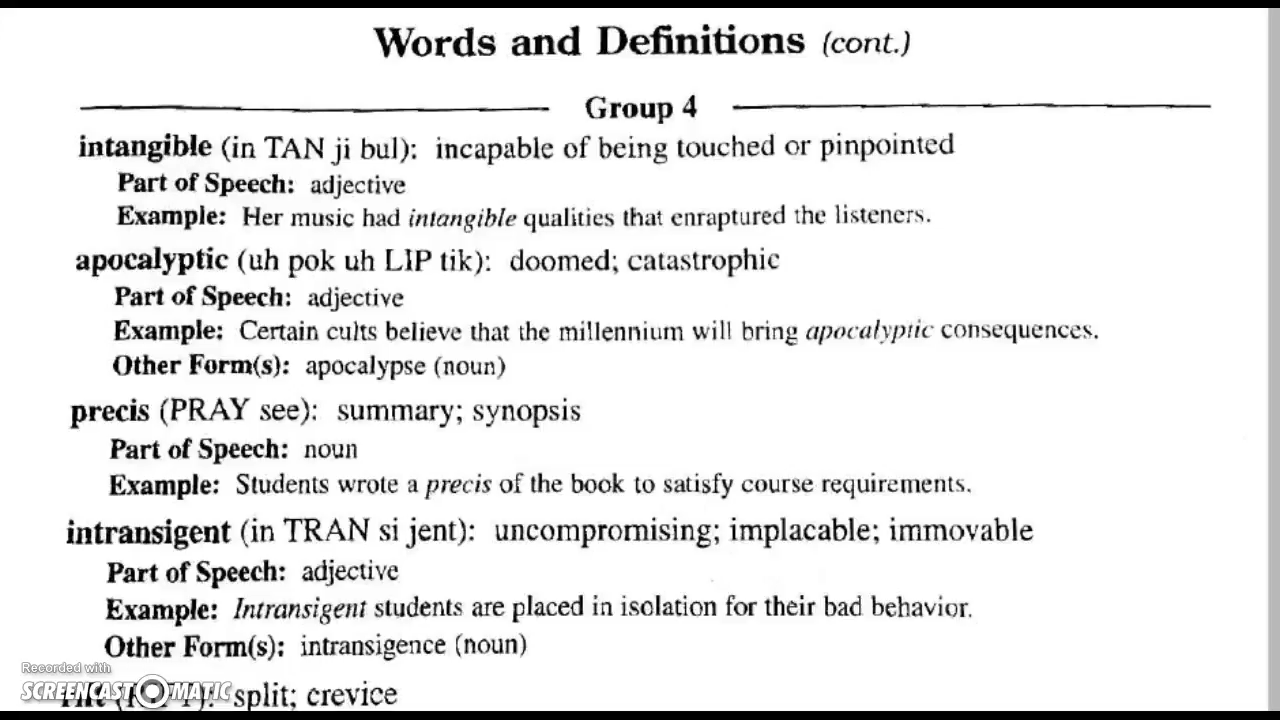 Words and Definitions (cont.)
Group 4
intangible (in TAN ji bul): incapable of being touched or pinpointed
Part of Speech: adjective
Example: Her music had intangible qualities that enraptured the listeners.
apocalyptic (uh pok uh LIP tik): doomed; catastrophic
Part of Speech: adjective
Example: Certain cults believe that the millennium will bring apocalyptic consequences.
Other Form(s): apocalypse (noun)
precis (PRAY see): summary; synopsis
Part of Speech: noun
Example: Students wrote a precis of the book to satisfy course requirements.
intransigent (in TRAN si jent): uncompromising; implacable; immovable
Part of Speech: adjective
Example: Intransigent students are placed in isolation for their bad behavior.
Other Form(s): intransigence (noun)
split; crevice
Recorded with
SCREENCAST MATIC